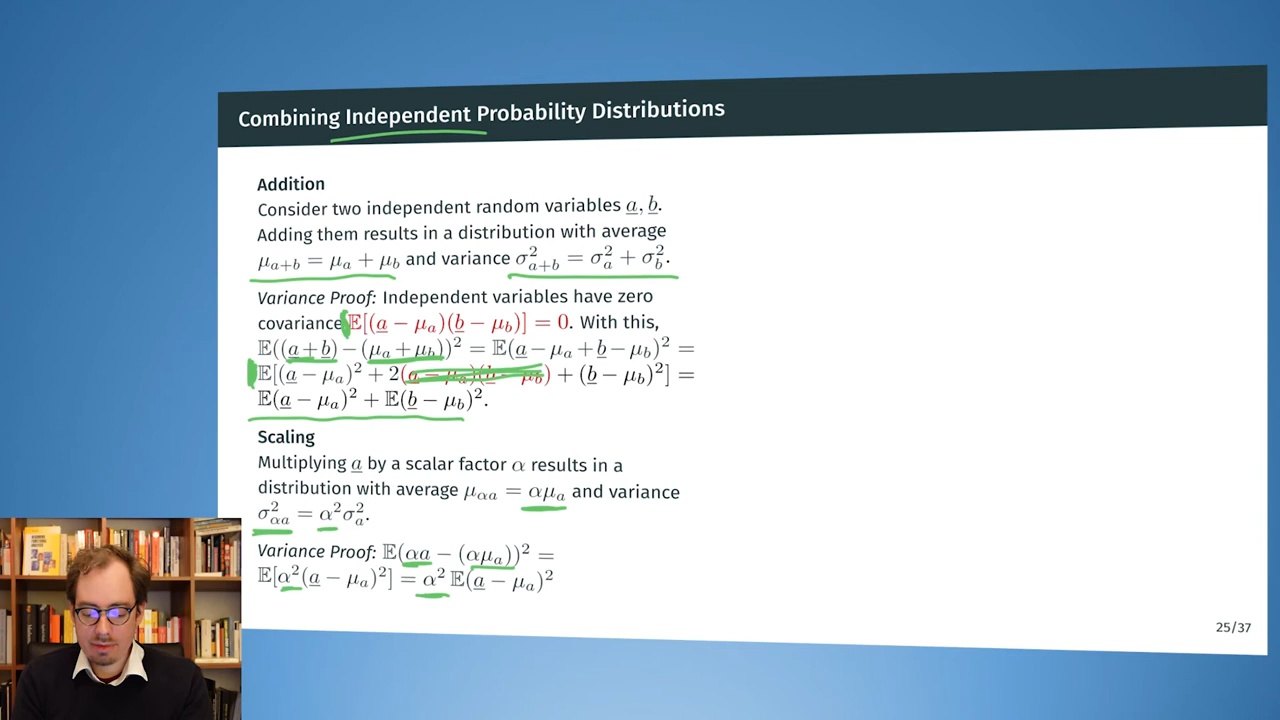 Combining Independent Probability Distributions
Addition
Consider two independent random variables a, b.
Adding them results in a distribution with average
μ_{a+b} = μ_a + μ_b and variance σ²_{a+b} = σ²_a + σ²_b.
Variance Proof: Independent variables have zero
covariance 𝔼[(a − μ_a)(b − μ_b)] = 0. With this,
𝔼((a + b) − (μ_a + μ_b))² = 𝔼(a − μ_a + b − μ_b)² =
𝔼[(a − μ_a)² + 2(a − μ_a)(b − μ_b) + (b − μ_b)²] =
𝔼(a − μ_a)² + 𝔼(b − μ_b)².
Scaling
Multiplying a by a scalar factor α results in a
distribution with average μ_{αa} = αμ_a and variance
σ²_{αa} = α²σ²_a.
Variance Proof: 𝔼(αa − (αμ_a))² =
𝔼[α²(a − μ_a)²] = α² 𝔼(a − μ_a)²
25/37